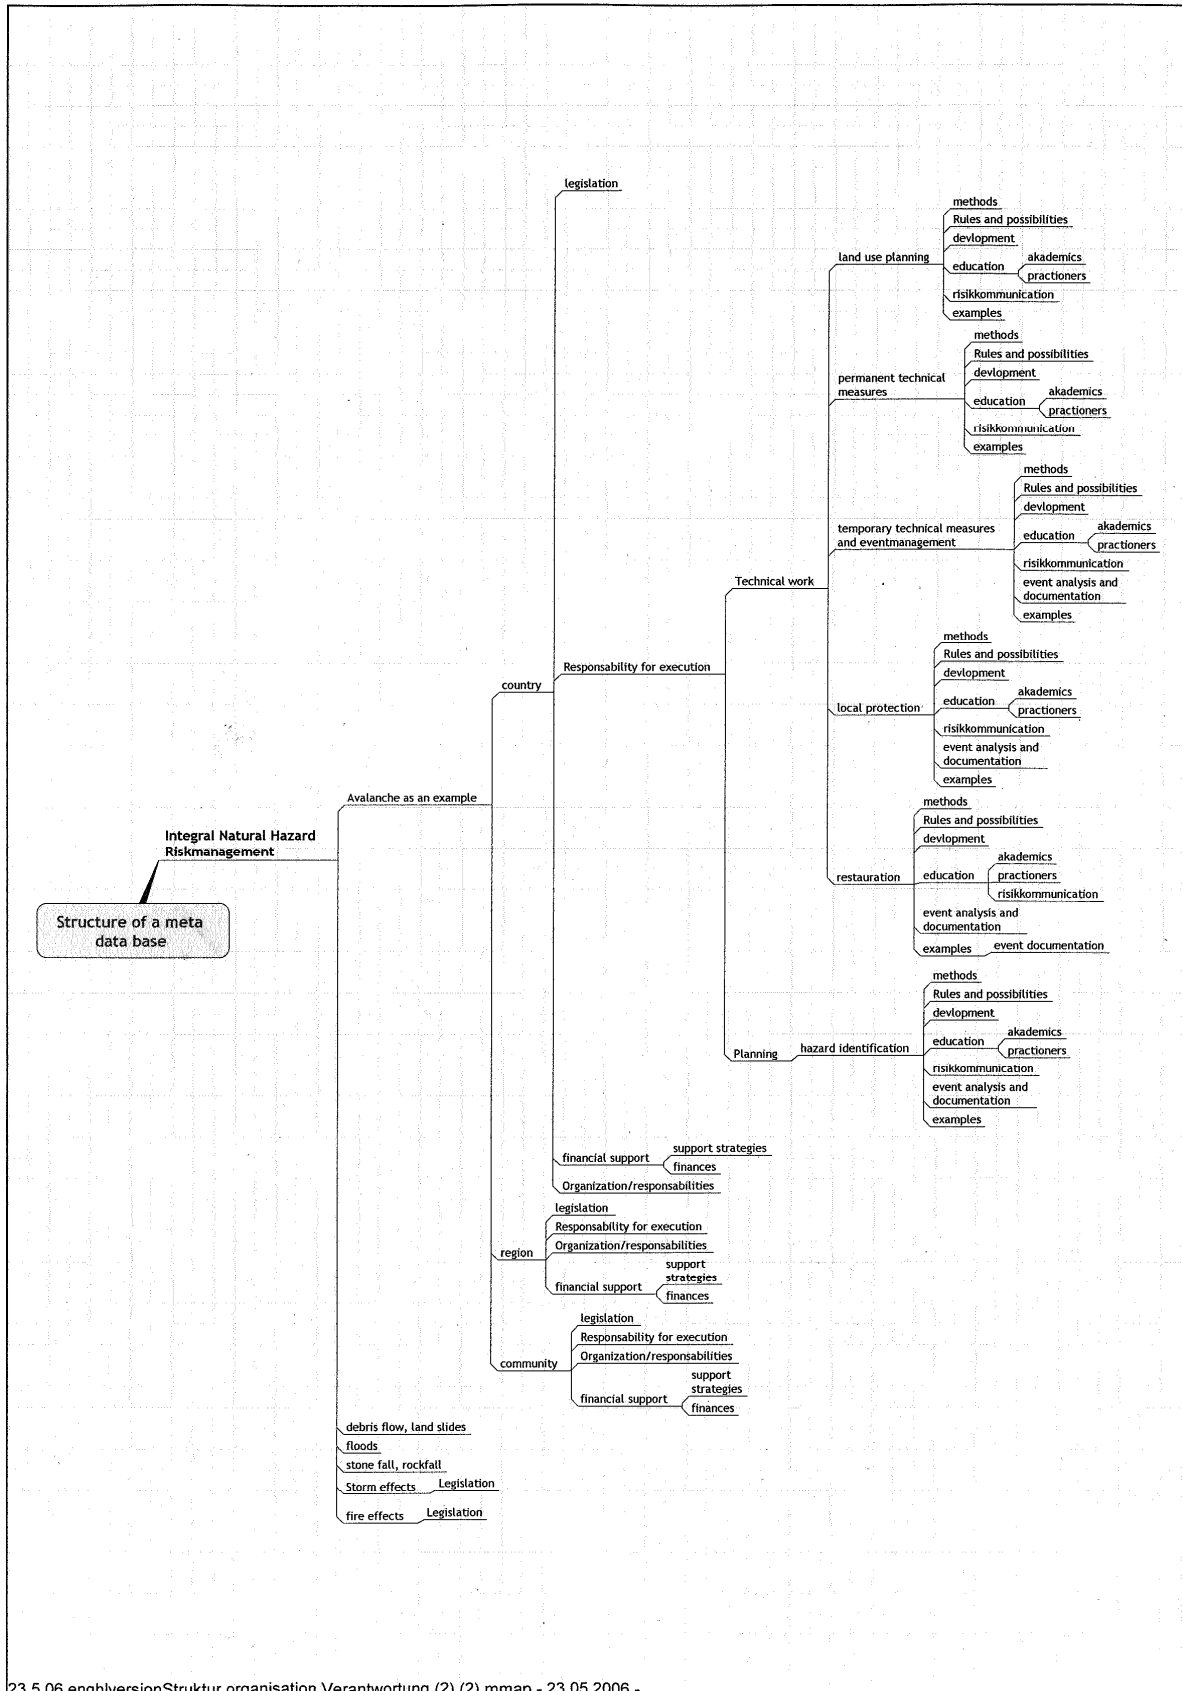 Structure of a meta
data base
Integral Natural Hazard
Riskmanagement
Avalanche as an example
country
legislation
Responsability for execution
Technical work
land use planning
methods
Rules and possibilities
devlopment
education
akademics
practioners
risikkommunication
examples
permanent technical
measures
methods
Rules and possibilities
devlopment
education
akademics
practioners
risikkommunication
examples
temporary technical measures
and eventmanagement
methods
Rules and possibilities
devlopment
education
akademics
practioners
risikkommunication
event analysis and
documentation
examples
local protection
methods
Rules and possibilities
devlopment
education
akademics
practioners
risikkommunication
event analysis and
documentation
examples
restauration
methods
Rules and possibilities
devlopment
education
akademics
practioners
risikkommunication
event analysis and
documentation
examples
event documentation
Planning
hazard identification
methods
Rules and possibilities
devlopment
education
akademics
practioners
risikkommunication
event analysis and
documentation
examples
financial support
support strategies
finances
Organization/responsabilities
region
legislation
Responsability for execution
Organization/responsabilities
financial support
support
strategies
finances
community
legislation
Responsability for execution
Organization/responsabilities
financial support
support
strategies
finances
debris flow, land slides
floods
stone fall, rockfall
Storm effects
Legislation
fire effects
Legislation
23.5.06 enghlversionStruktur organisation Verantwortung (2) (2).mmap - 23.05.2006 -